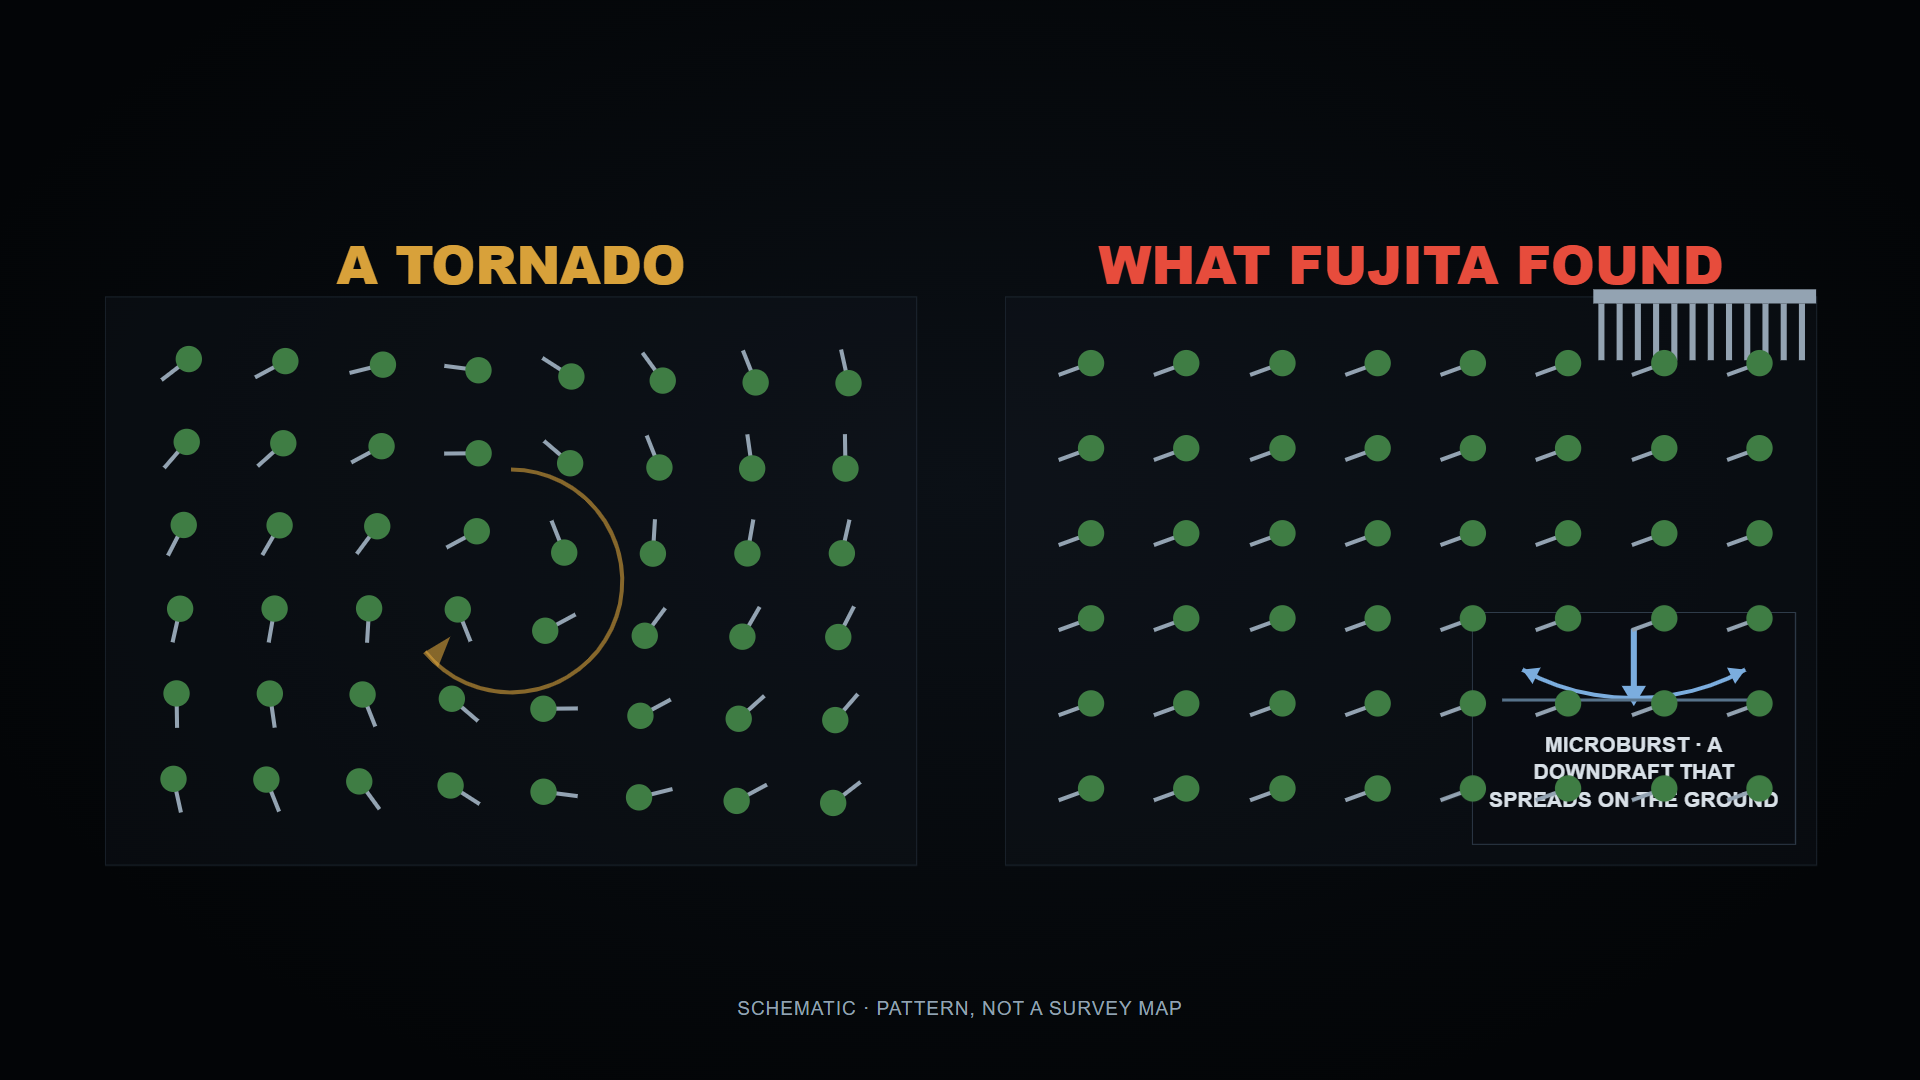 A TORNADO
WHAT FUJITA FOUND
MICROBURST · A
DOWNDRAFT THAT
SPREADS ON THE GROUND
SCHEMATIC · PATTERN, NOT A SURVEY MAP